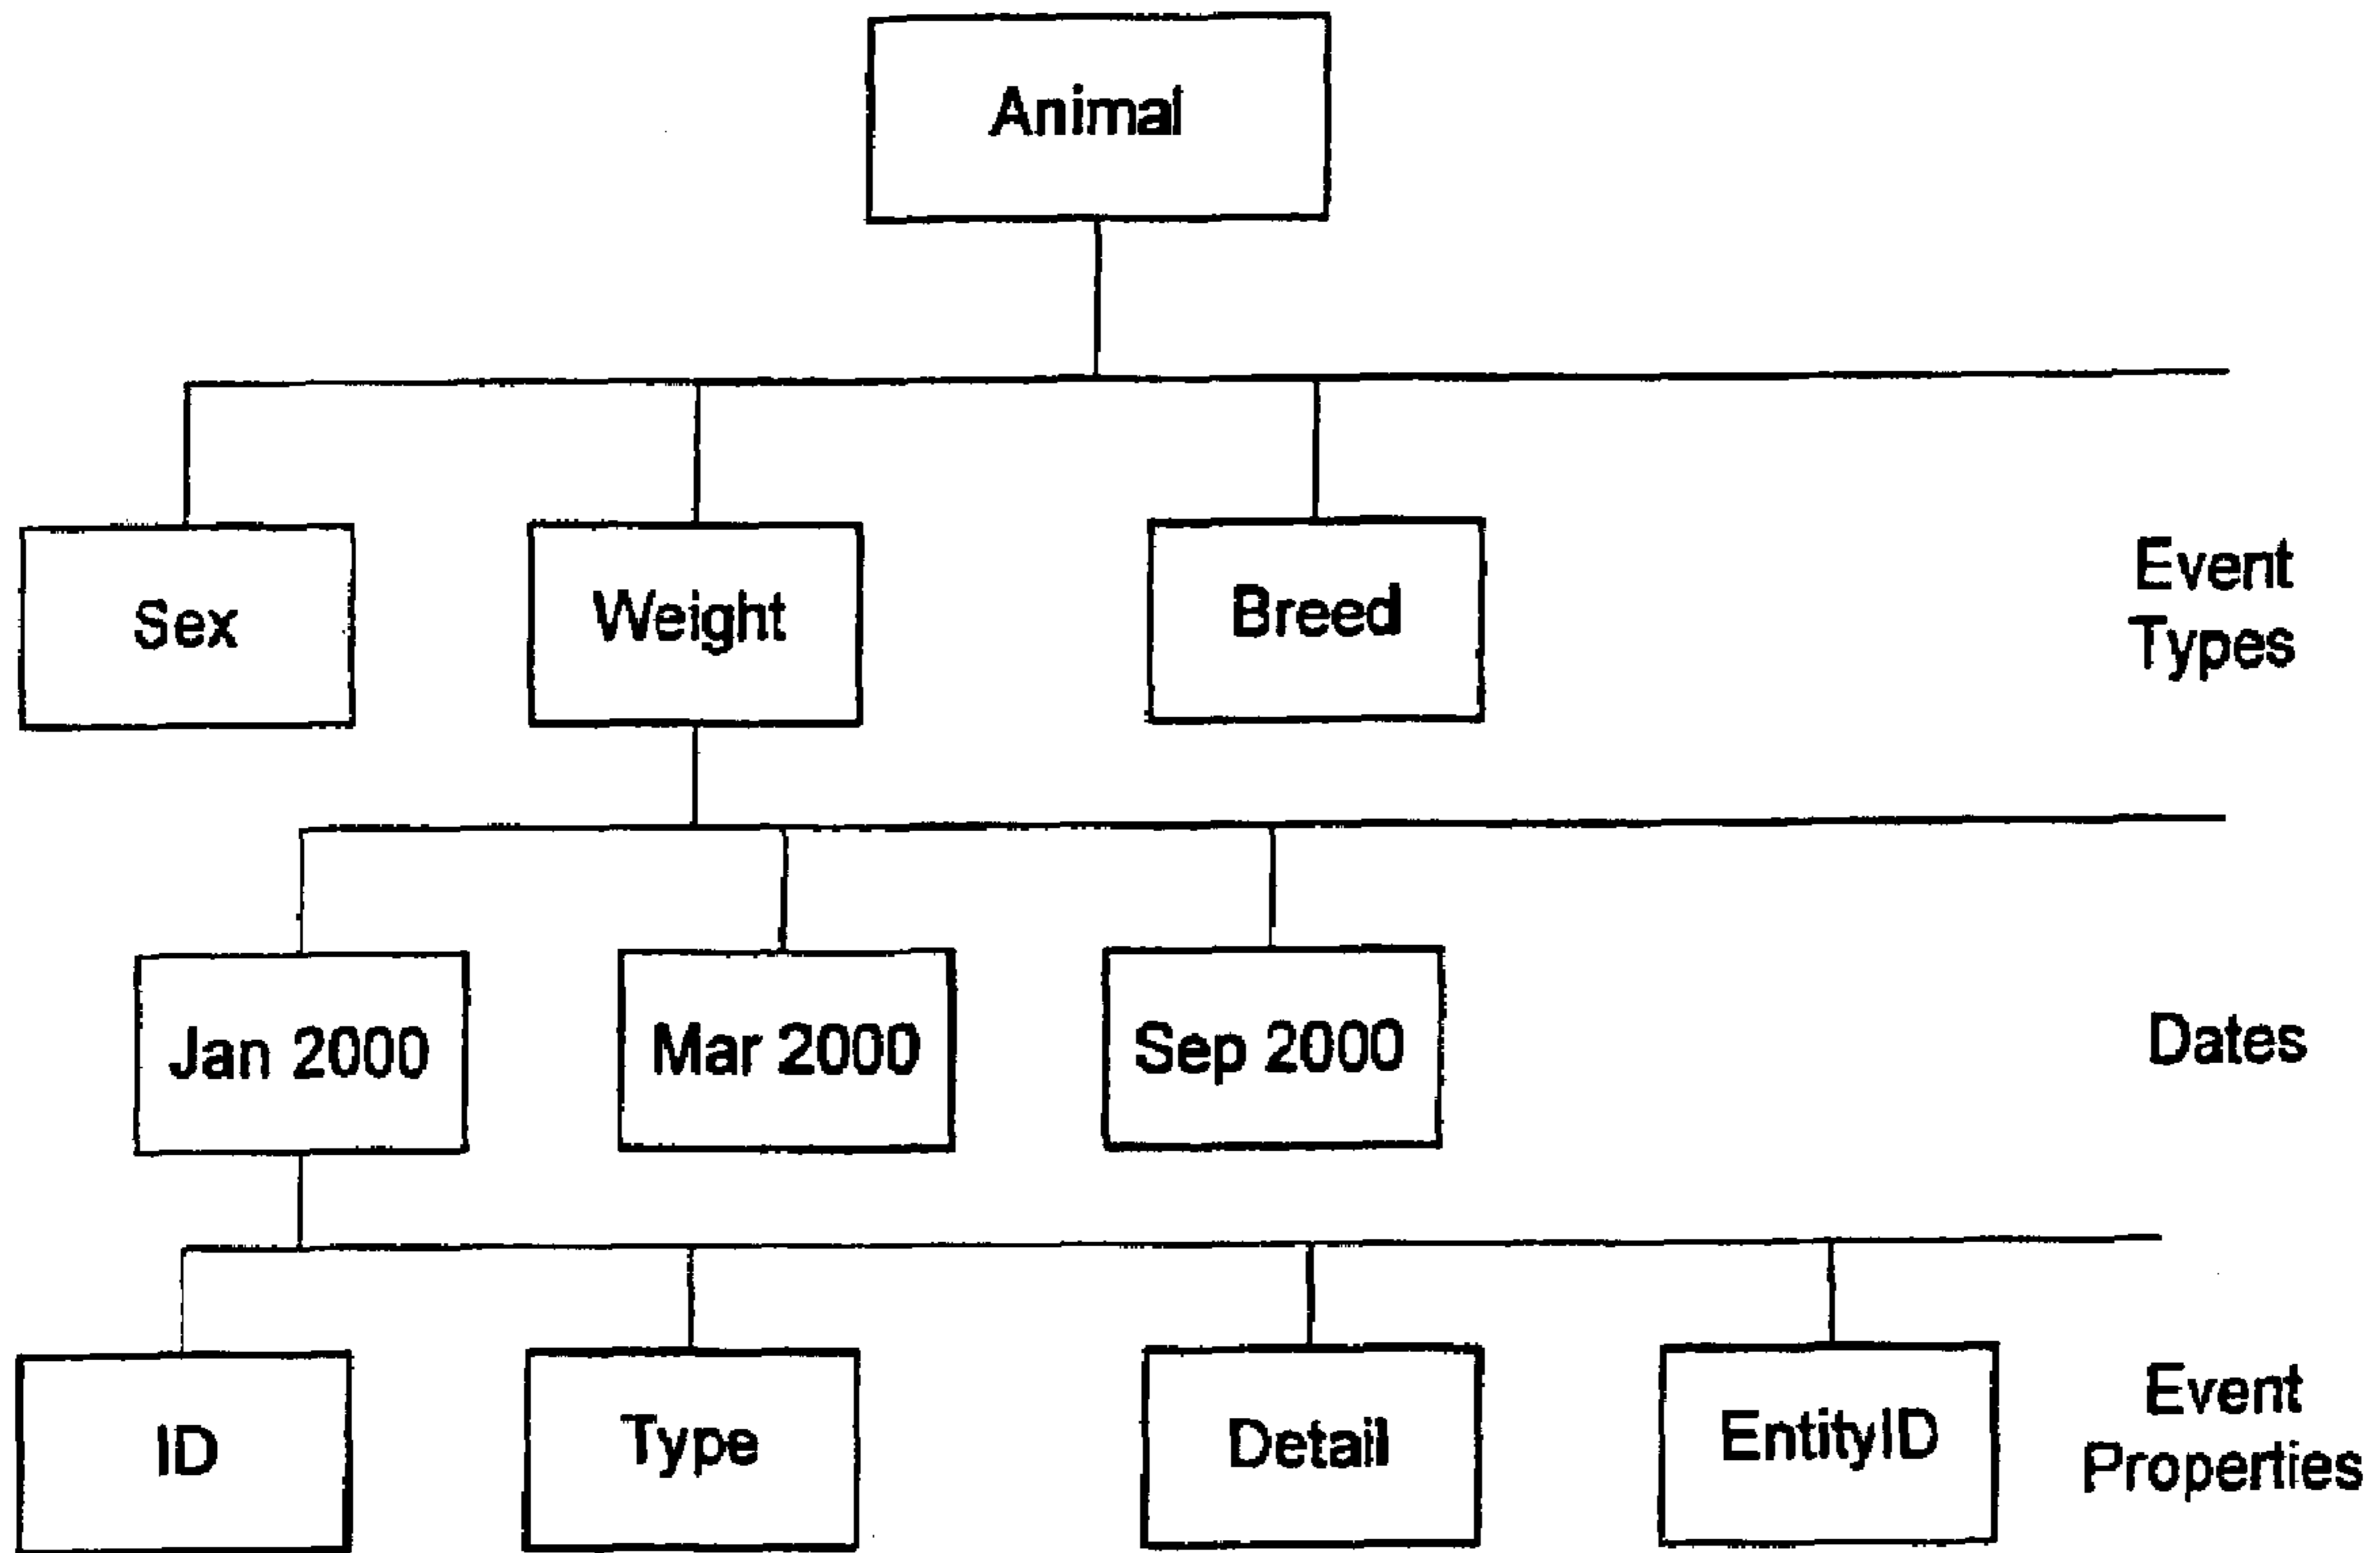 Animal
Sex
Weight
Breed
Event
Types
Jan 2000
Mar 2000
Sep 2000
Dates
ID
Type
Detail
EntityID
Event
Properties